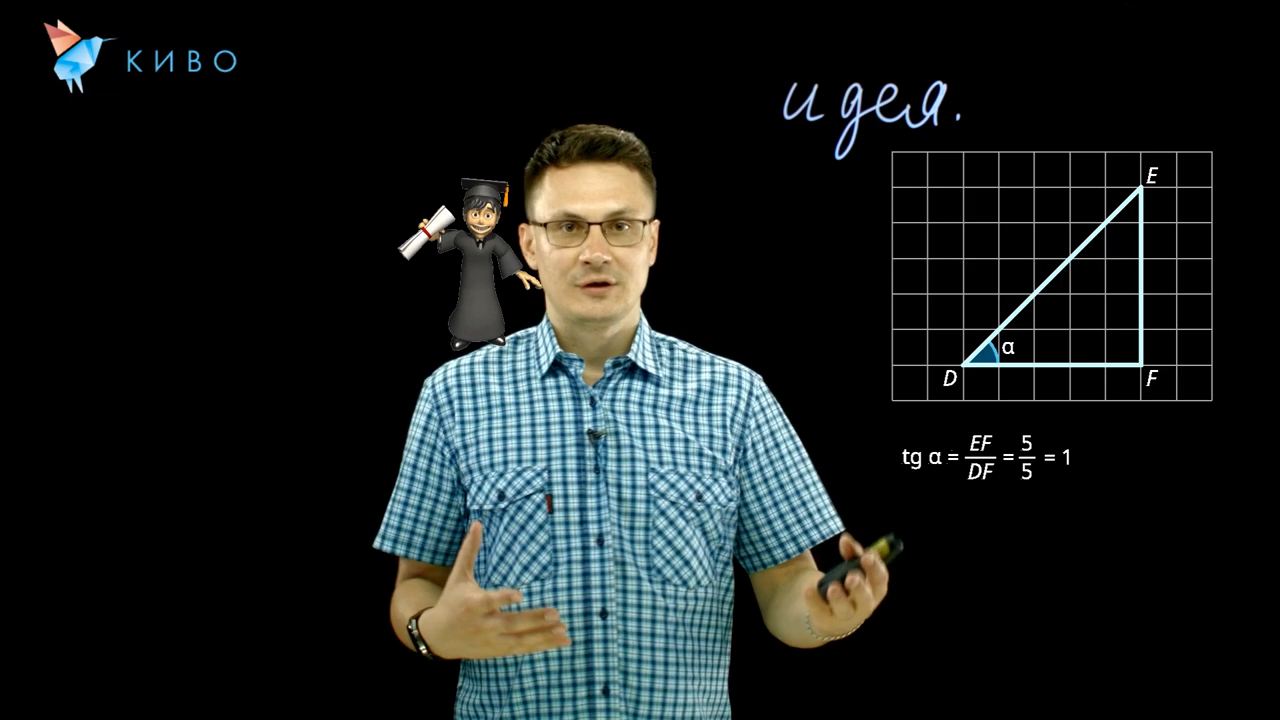 КИВО
идея.
E
α
D F
tg α = EF/DF = 5/5 = 1